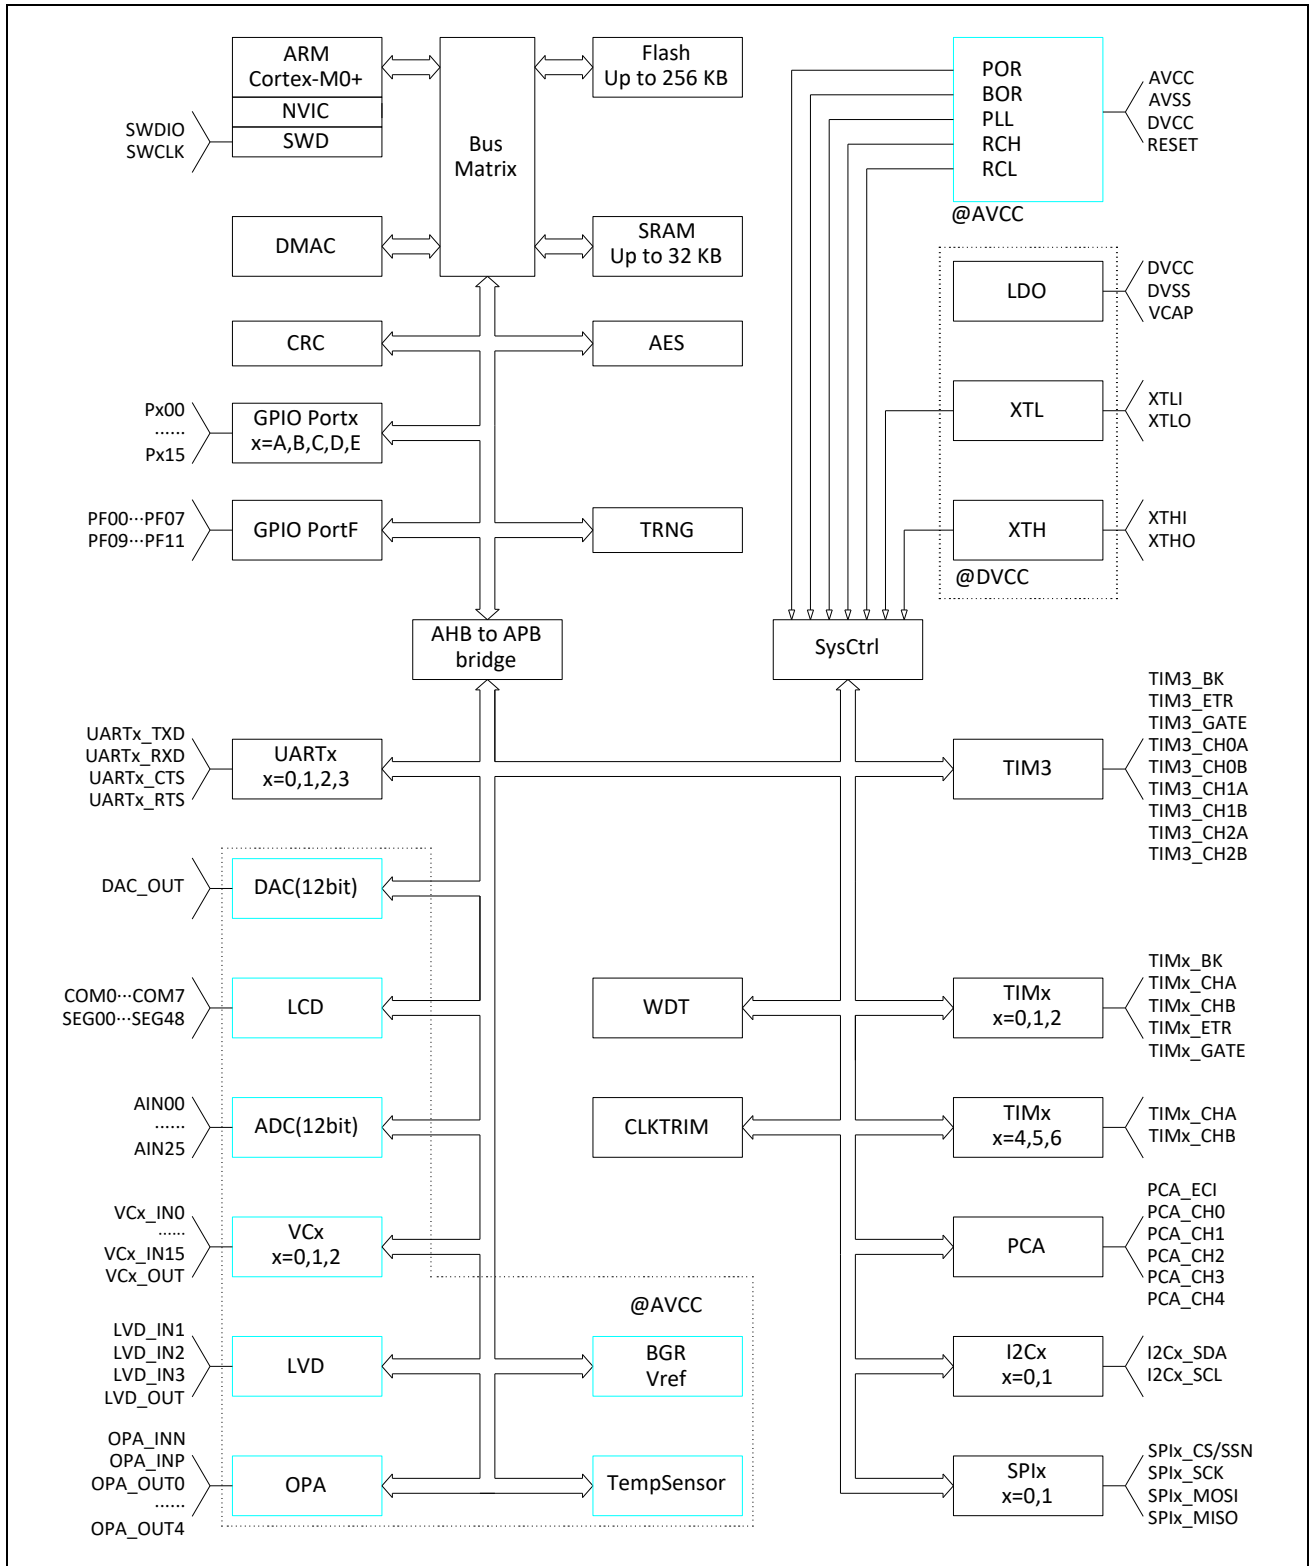 ARM
Cortex-M0+
NVIC
SWD
SWDIO
SWCLK
Bus
Matrix
Flash
Up to 256 KB
DMAC
SRAM
Up to 32 KB
CRC
AES
Px00
······
Px15
GPIO Portx
x=A,B,C,D,E
PF00···PF07
PF09···PF11
GPIO PortF
TRNG
AHB to APB
bridge
POR
BOR
PLL
RCH
RCL
@AVCC
AVCC
AVSS
DVCC
RESET
LDO
DVCC
DVSS
VCAP
XTL
XTLI
XTLO
XTH
@DVCC
XTHI
XTHO
SysCtrl
UARTx_TXD
UARTx_RXD
UARTx_CTS
UARTx_RTS
UARTx
x=0,1,2,3
TIM3
TIM3_BK
TIM3_ETR
TIM3_GATE
TIM3_CH0A
TIM3_CH0B
TIM3_CH1A
TIM3_CH1B
TIM3_CH2A
TIM3_CH2B
DAC_OUT
DAC(12bit)
COM0···COM7
SEG00···SEG48
LCD
WDT
TIMx
x=0,1,2
TIMx_BK
TIMx_CHA
TIMx_CHB
TIMx_ETR
TIMx_GATE
AIN00
······
AIN25
ADC(12bit)
CLKTRIM
TIMx
x=4,5,6
TIMx_CHA
TIMx_CHB
VCx_IN0
······
VCx_IN15
VCx_OUT
VCx
x=0,1,2
PCA
PCA_ECI
PCA_CH0
PCA_CH1
PCA_CH2
PCA_CH3
PCA_CH4
@AVCC
LVD_IN1
LVD_IN2
LVD_IN3
LVD_OUT
LVD
BGR
Vref
I2Cx
x=0,1
I2Cx_SDA
I2Cx_SCL
OPA_INN
OPA_INP
OPA_OUT0
······
OPA_OUT4
OPA
TempSensor
SPIx
x=0,1
SPIx_CS/SSN
SPIx_SCK
SPIx_MOSI
SPIx_MISO